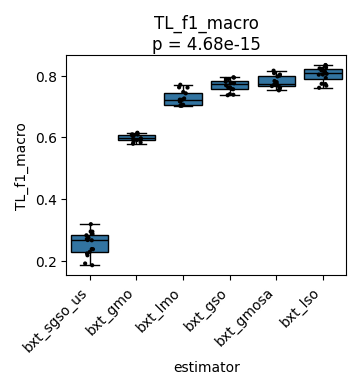 TL_f1_macro
p = 4.68e-15
TL_f1_macro
0.8
0.6
0.4
0.2
bxt_sgso_us
bxt_gmo
bxt_lmo
bxt_gso
bxt_gmosa
bxt_lso
estimator